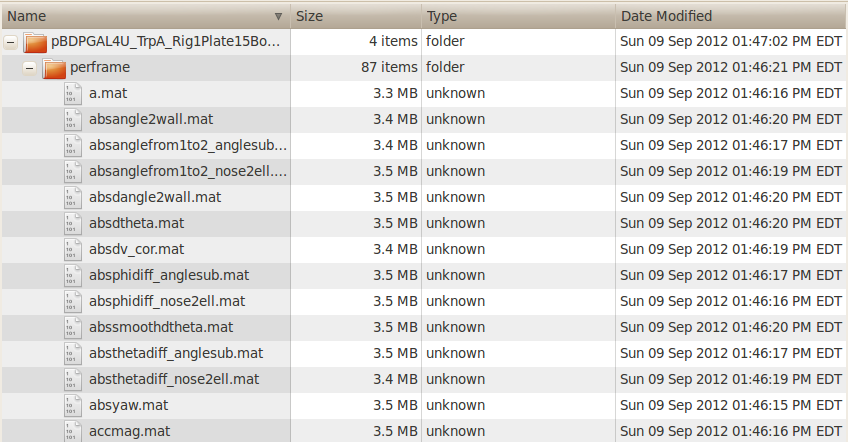 Name Size Type Date Modified
pBDPGAL4U_TrpA_Rig1Plate15Bo... 4 items folder Sun 09 Sep 2012 01:47:02 PM EDT
perframe 87 items folder Sun 09 Sep 2012 01:46:21 PM EDT
a.mat 3.3 MB unknown Sun 09 Sep 2012 01:46:16 PM EDT
absangle2wall.mat 3.4 MB unknown Sun 09 Sep 2012 01:46:20 PM EDT
absanglefrom1to2_anglesub... 3.4 MB unknown Sun 09 Sep 2012 01:46:17 PM EDT
absanglefrom1to2_nose2ell.... 3.5 MB unknown Sun 09 Sep 2012 01:46:19 PM EDT
absdangle2wall.mat 3.5 MB unknown Sun 09 Sep 2012 01:46:20 PM EDT
absdtheta.mat 3.5 MB unknown Sun 09 Sep 2012 01:46:20 PM EDT
absdv_cor.mat 3.4 MB unknown Sun 09 Sep 2012 01:46:19 PM EDT
absphidiff_anglesub.mat 3.5 MB unknown Sun 09 Sep 2012 01:46:17 PM EDT
absphidiff_nose2ell.mat 3.5 MB unknown Sun 09 Sep 2012 01:46:16 PM EDT
abssmoothdtheta.mat 3.5 MB unknown Sun 09 Sep 2012 01:46:20 PM EDT
absthetadiff_anglesub.mat 3.5 MB unknown Sun 09 Sep 2012 01:46:17 PM EDT
absthetadiff_nose2ell.mat 3.4 MB unknown Sun 09 Sep 2012 01:46:19 PM EDT
absyaw.mat 3.5 MB unknown Sun 09 Sep 2012 01:46:15 PM EDT
accmag.mat 3.5 MB unknown Sun 09 Sep 2012 01:46:16 PM EDT